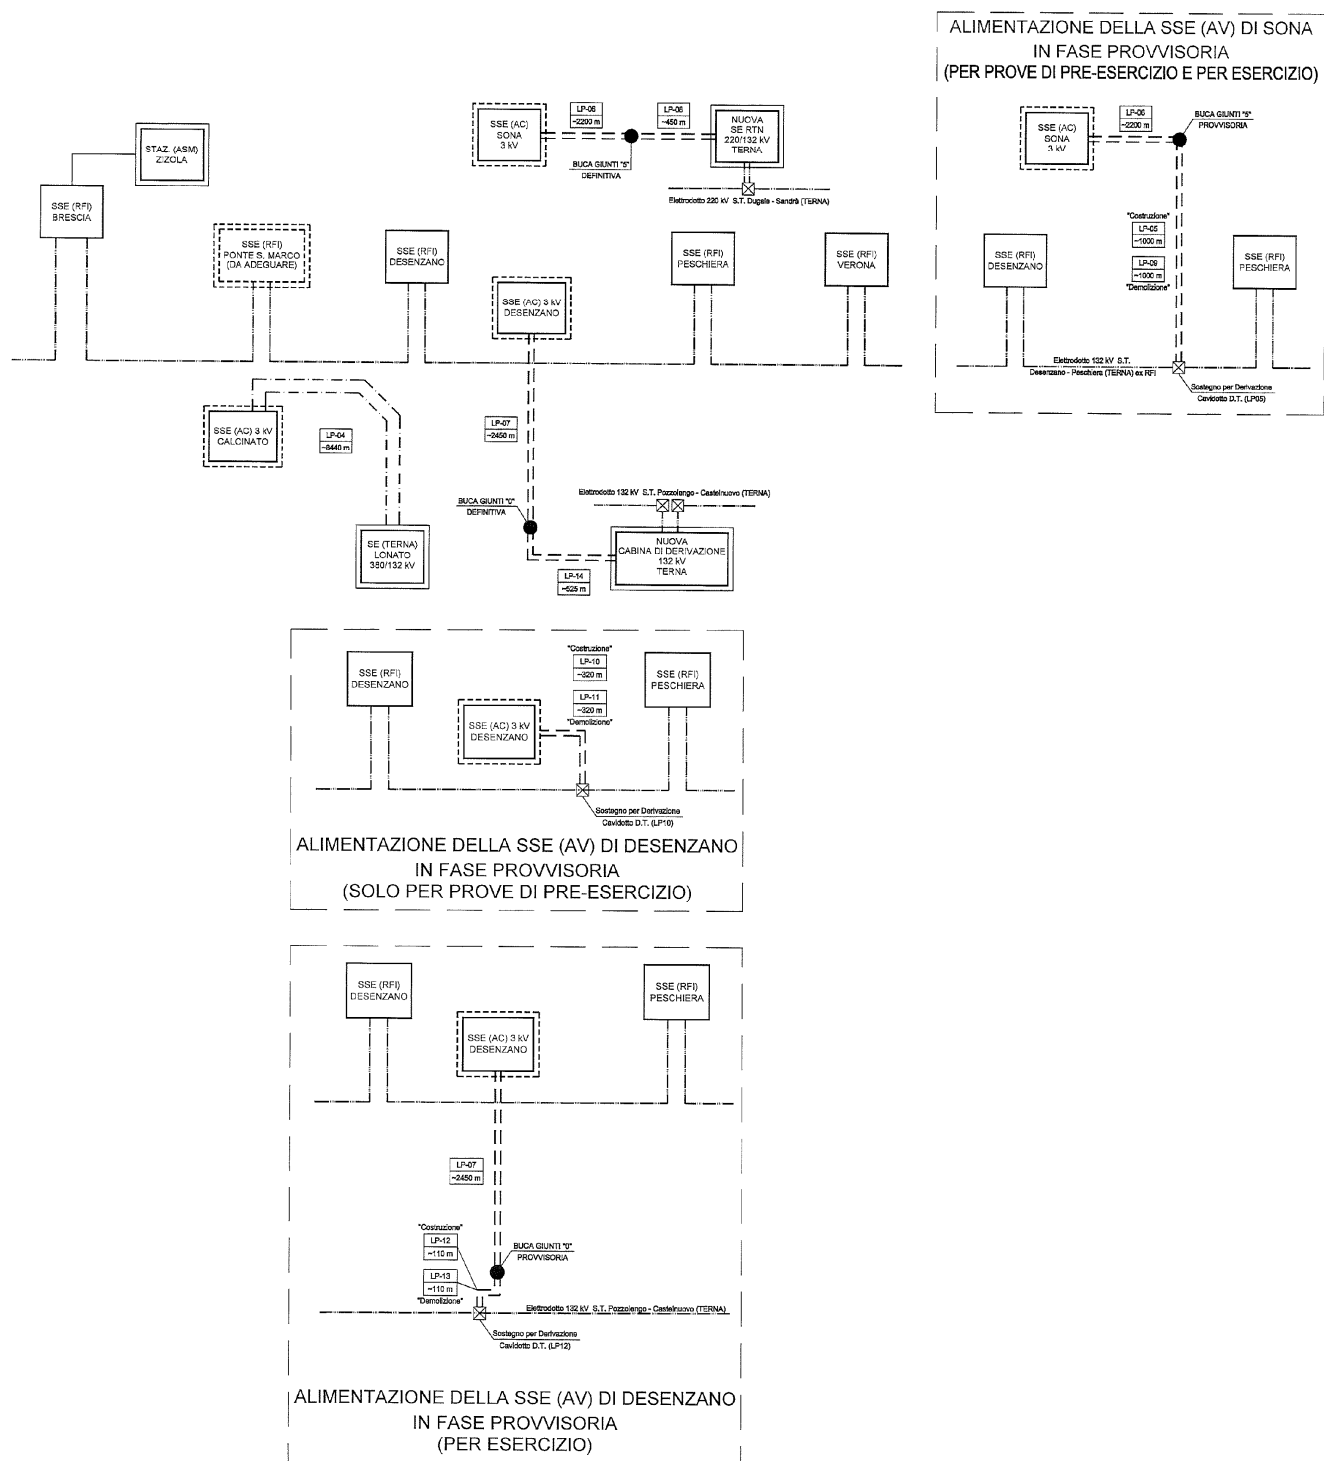 ALIMENTAZIONE DELLA SSE (AV) DI SONA
IN FASE PROVVISORIA
(PER PROVE DI PRE-ESERCIZIO E PER ESERCIZIO)
SSE (AC)
SONA
3 kV
LP-06
~2200 m
BUCA GIUNTI "5"
PROVVISORIA
"Costruzione"
LP-05
~1000 m
LP-09
~1000 m
"Demolizione"
SSE (RFI)
DESENZANO
SSE (RFI)
PESCHIERA
Elettrodotto 132 kV S.T.
Desenzano - Peschiera (TERNA) ex RFI
Sostegno per Derivazione
Cavidotto D.T. (LP05)
STAZ. (ASM)
ZIZOLA
SSE (RFI)
BRESCIA
SSE (AC)
SONA
3 kV
LP-06
~2200 m
BUCA GIUNTI "5"
DEFINITIVA
~450 m
NUOVA
SE RTN
220/132 kV
TERNA
Elettrodotto 220 kV S.T. Dugale - Sandrà (TERNA)
SSE (RFI)
PONTE S. MARCO
(DA ADEGUARE)
SSE (RFI)
DESENZANO
SSE (AC) 3 kV
DESENZANO
SSE (RFI)
PESCHIERA
SSE (RFI)
VERONA
SSE (AC) 3 kV
CALCINATO
LP-04
~8440 m
LP-07
~2450 m
BUCA GIUNTI "0"
DEFINITIVA
Elettrodotto 132 kV S.T. Pozzolengo - Castelnuovo (TERNA)
SE (TERNA)
LONATO
380/132 kV
LP-14
~525 m
NUOVA
CABINA DI DERIVAZIONE
132 kV
TERNA
SSE (RFI)
DESENZANO
SSE (AC) 3 kV
DESENZANO
"Costruzione"
LP-10
~320 m
LP-11
~320 m
"Demolizione"
SSE (RFI)
PESCHIERA
Sostegno per Derivazione
Cavidotto D.T. (LP10)
ALIMENTAZIONE DELLA SSE (AV) DI DESENZANO
IN FASE PROVVISORIA
(SOLO PER PROVE DI PRE-ESERCIZIO)
SSE (RFI)
DESENZANO
SSE (AC) 3 kV
DESENZANO
SSE (RFI)
PESCHIERA
LP-07
~2450 m
"Costruzione"
LP-12
~110 m
LP-13
~110 m
"Demolizione"
BUCA GIUNTI "0"
PROVVISORIA
Elettrodotto 132 kV S.T. Pozzolengo - Castelnuovo (TERNA)
Sostegno per Derivazione
Cavidotto D.T. (LP12)
ALIMENTAZIONE DELLA SSE (AV) DI DESENZANO
IN FASE PROVVISORIA
(PER ESERCIZIO)